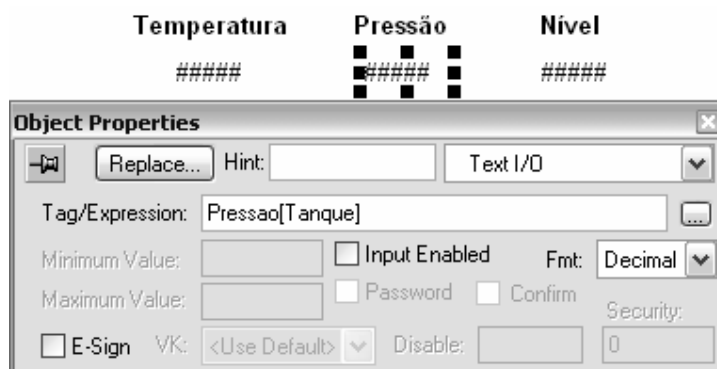 Temperatura Pressão Nível
##### ##### #####
Object Properties
Replace... Hint: Text I/O
Tag/Expression: Pressao[Tanque] ...
Minimum Value: Input Enabled Fmt: Decimal
Maximum Value: Password Confirm Security:
E-Sign VK: <Use Default> Disable: 0